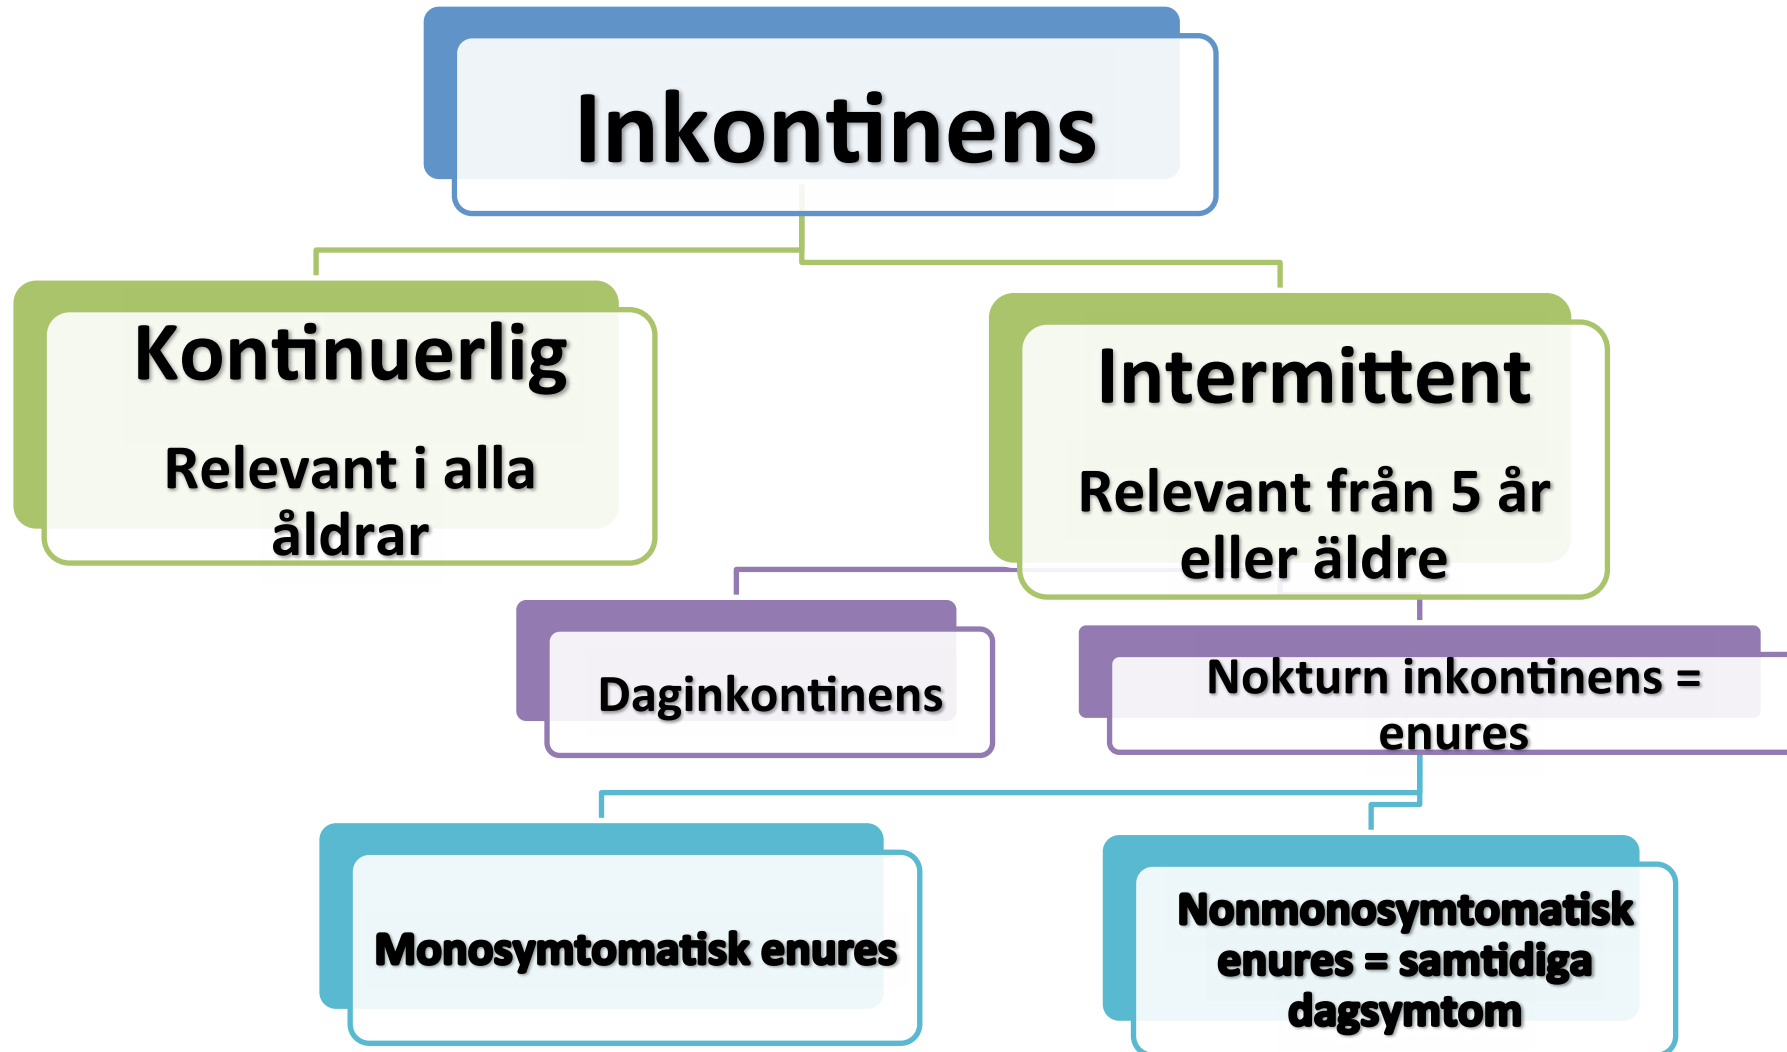 Inkontinens
Kontinuerlig
Relevant i alla
åldrar
Intermittent
Relevant från 5 år
eller äldre
Daginkontinens
Nokturn inkontinens =
enures
Monosymtomatisk enures
Nonmonosymtomatisk
enures = samtidiga
dagsymtom